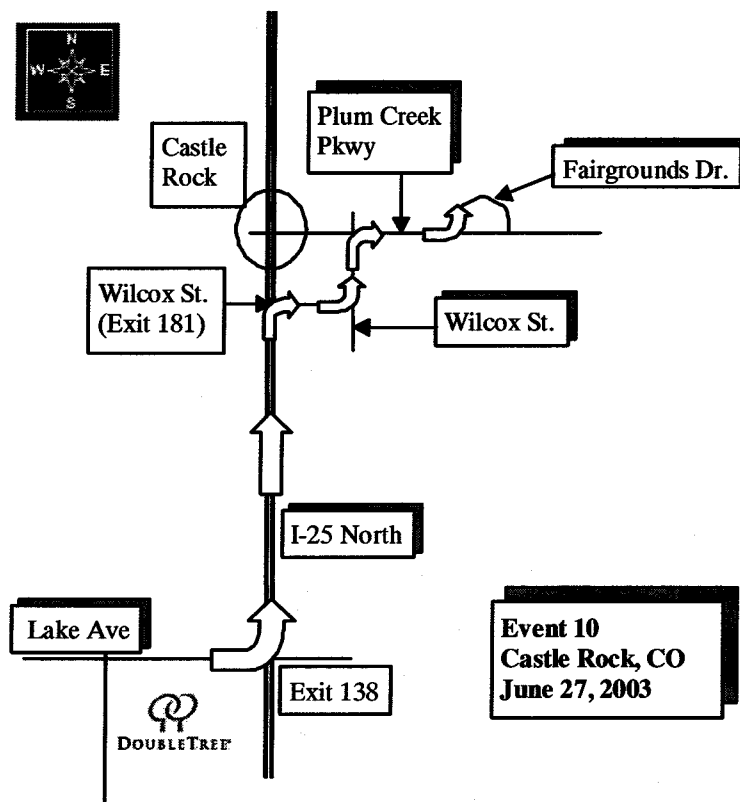 N
W E
S
Plum Creek
Pkwy
Castle
Rock
Fairgrounds Dr.
Wilcox St.
(Exit 181)
Wilcox St.
I-25 North
Lake Ave
Event 10
Castle Rock, CO
June 27, 2003
Exit 138
DOUBLETREE